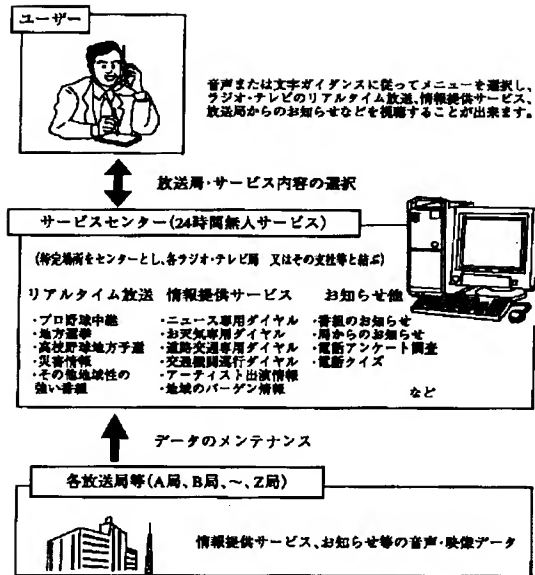 ユーザー
音声または文字ガイダンスに従ってメニューを選択し、
ラジオ・テレビのリアルタイム放送、情報提供サービス、
放送局からのお知らせなどを視聴することが出来ます。
放送局・サービス内容の選択
サービスセンター(24時間無人サービス)
(特定場所をセンターとし、各ラジオ・テレビ局 又はその支社等と結ぶ)
リアルタイム放送 情報提供サービス お知らせ他
・プロ野球中継 ・ニュース専用ダイヤル ・番組のお知らせ
・地方選挙 ・お天気専用ダイヤル ・局からのお知らせ
・高校野球地方予選 ・道路交通専用ダイヤル ・電話アンケート調査
・災害情報 ・交通機関運行ダイヤル ・電話クイズ
・その他地域性の ・アーティスト出演情報
強い番組 ・地域のバーゲン情報 など
データのメンテナンス
各放送局等(A局、B局、~、Z局)
情報提供サービス、お知らせ等の音声・映像データ